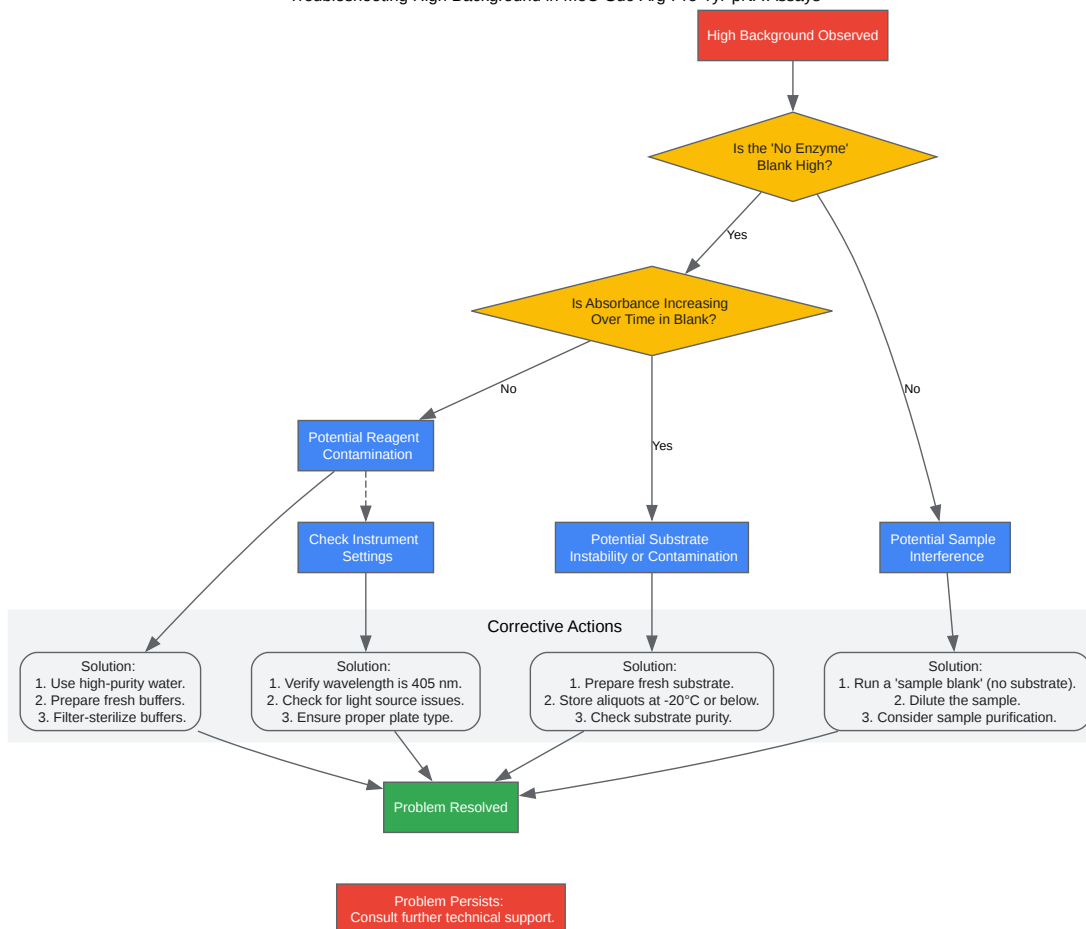 High Background Observed
Is the 'No Enzyme'
Blank High?
Yes
Is Absorbance Increasing
Over Time in Blank?
No
No
Potential Reagent
Contamination
Yes
Check Instrument
Settings
Potential Substrate
Instability or Contamination
Potential Sample
Interference
Corrective Actions
Solution:
1. Use high-purity water.
2. Prepare fresh buffers.
3. Filter-sterilize buffers.
Solution:
1. Verify wavelength is 405 nm.
2. Check for light source issues.
3. Ensure proper plate type.
Solution:
1. Prepare fresh substrate.
2. Store aliquots at -20°C or below.
3. Check substrate purity.
Solution:
1. Run a 'sample blank' (no substrate).
2. Dilute the sample.
3. Consider sample purification.
Problem Resolved
Problem Persists:
Consult further technical support.